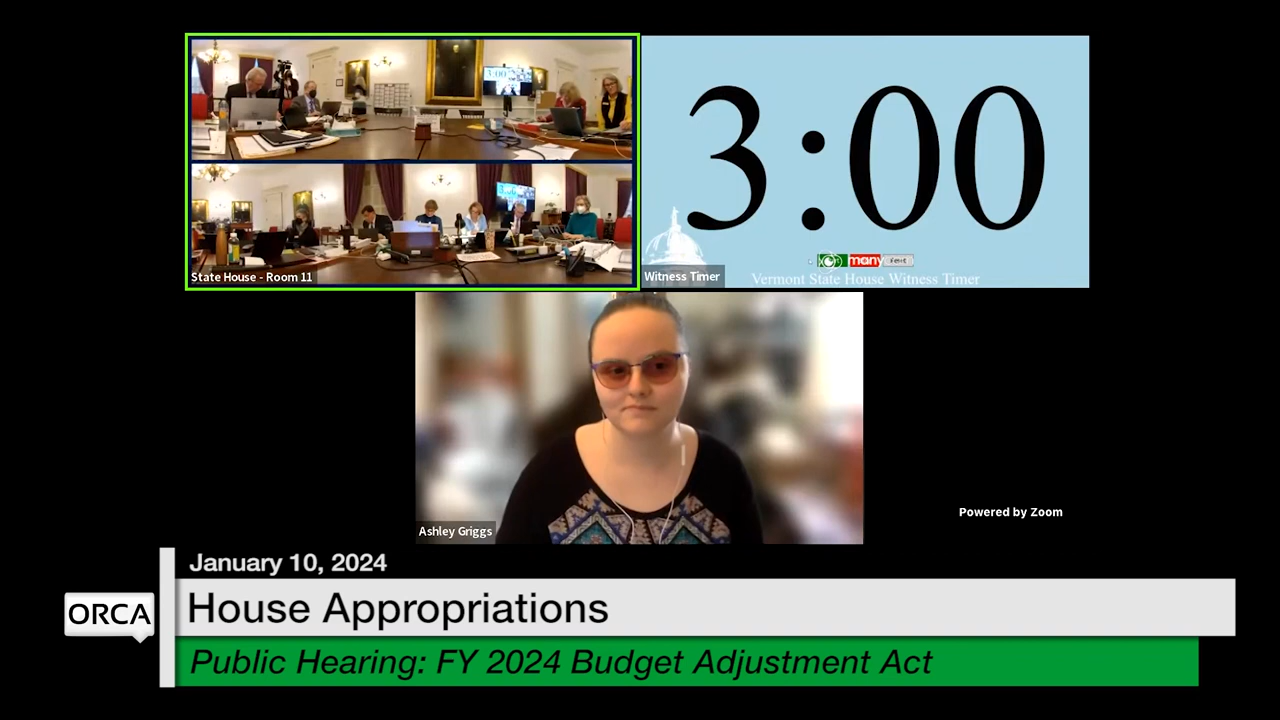 3:00
State House - Room 11
Witness Timer
many
Vermont State House Witness Timer
Ashley Griggs
Powered by Zoom
January 10, 2024
ORCA
House Appropriations
Public Hearing: FY 2024 Budget Adjustment Act